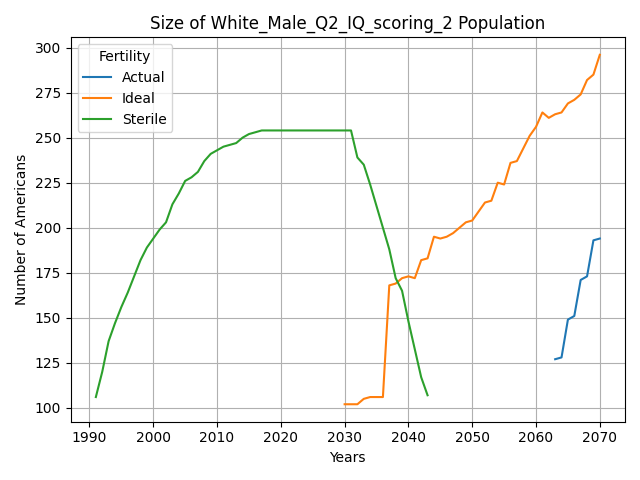 Size of White_Male_Q2_IQ_scoring_2 Population
Fertility
Actual
Ideal
Sterile
Number of Americans
300
275
250
225
200
175
150
125
100
1990 2000 2010 2020 2030 2040 2050 2060 2070
Years